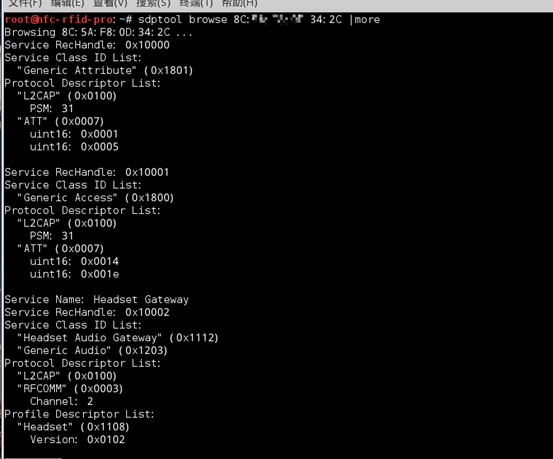 文件(F) 编辑(E) 查看(V) 搜索(S) 终端(T) 帮助(H)
root@nfc-rfid-pro:~# sdptool browse 8C: 34:2C |more
Browsing 8C:5A:F8:0D:34:2C ...
Service RecHandle: 0x10000
Service Class ID List:
  "Generic Attribute" (0x1801)
Protocol Descriptor List:
  "L2CAP" (0x0100)
    PSM: 31
  "ATT" (0x0007)
    uint16: 0x0001
    uint16: 0x0005

Service RecHandle: 0x10001
Service Class ID List:
  "Generic Access" (0x1800)
Protocol Descriptor List:
  "L2CAP" (0x0100)
    PSM: 31
  "ATT" (0x0007)
    uint16: 0x0014
    uint16: 0x001e

Service Name: Headset Gateway
Service RecHandle: 0x10002
Service Class ID List:
  "Headset Audio Gateway" (0x1112)
  "Generic Audio" (0x1203)
Protocol Descriptor List:
  "L2CAP" (0x0100)
  "RFCOMM" (0x0003)
    Channel: 2
Profile Descriptor List:
  "Headset" (0x1108)
    Version: 0x0102